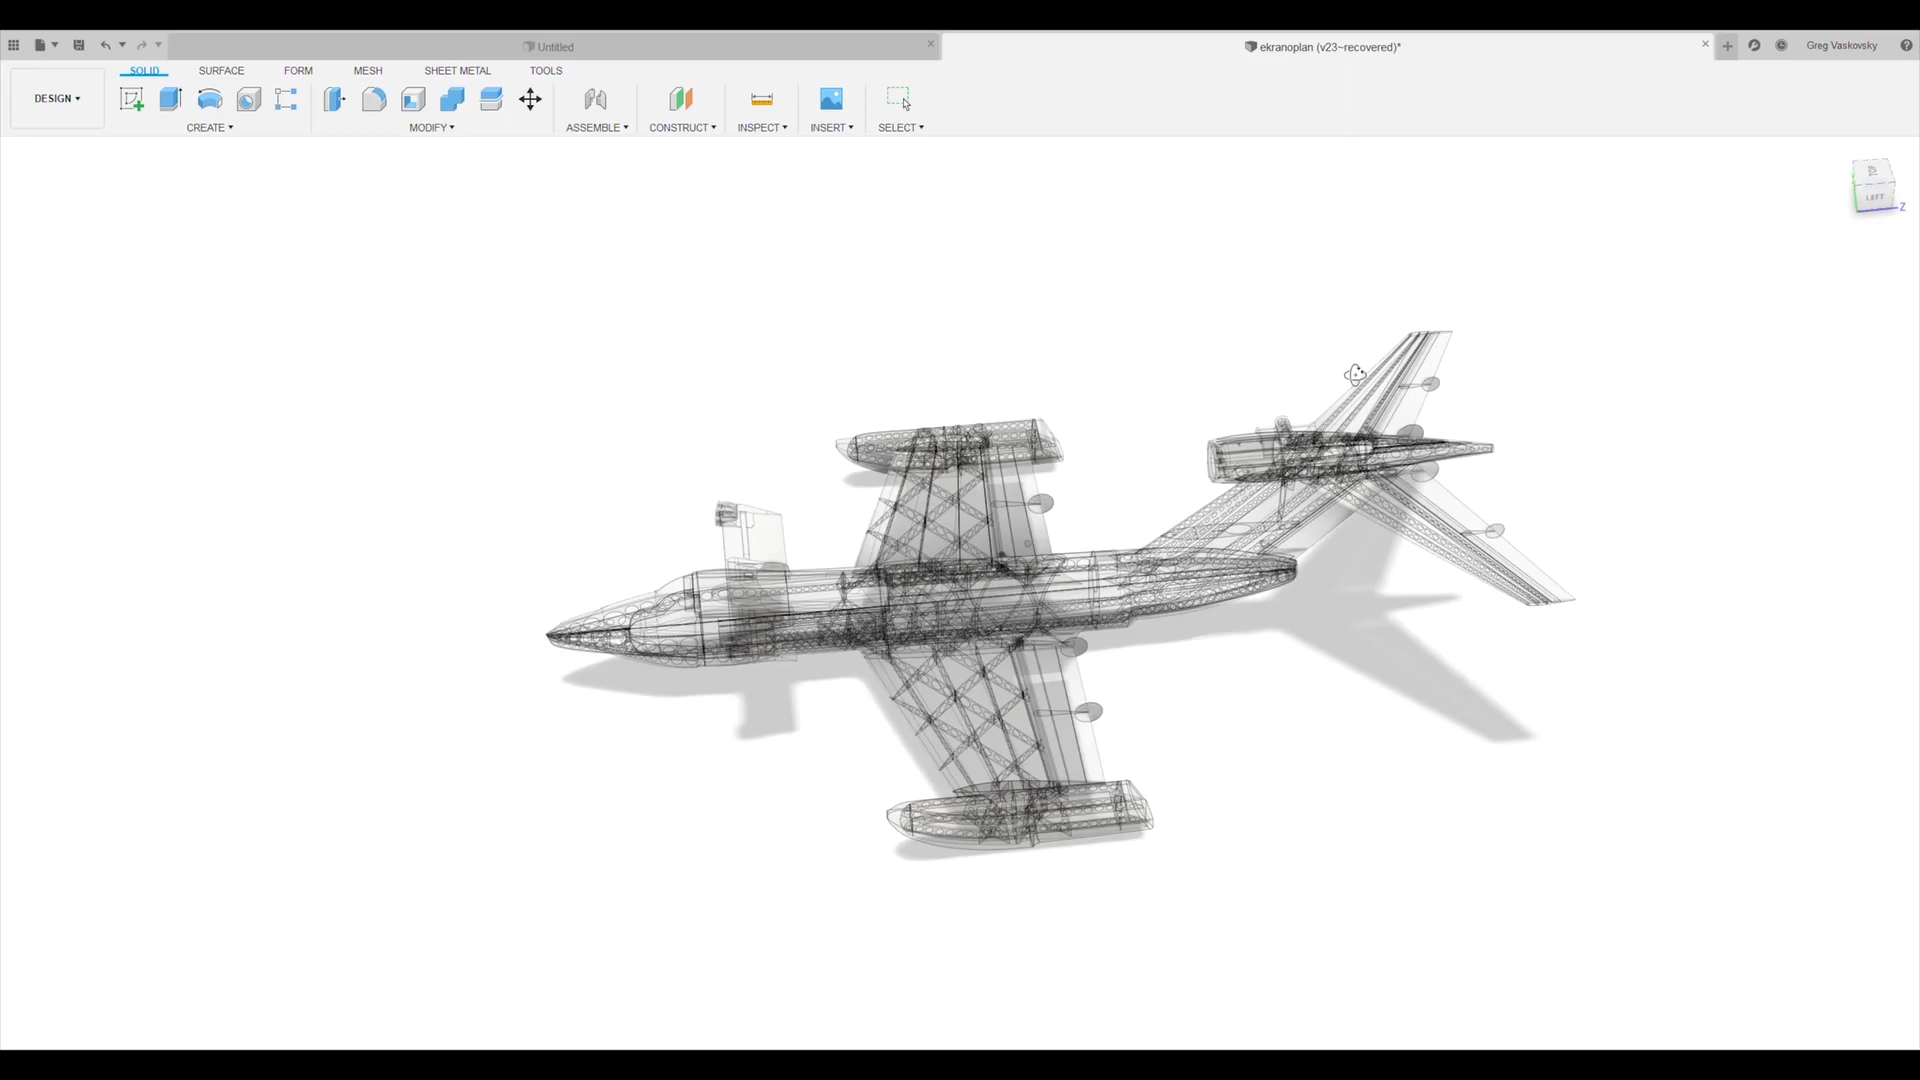 Untitled
ekranoplan (v23~recovered)*
Greg Vaskovsky
SOLID
SURFACE
FORM
MESH
SHEET METAL
TOOLS
DESIGN
CREATE
MODIFY
ASSEMBLE
CONSTRUCT
INSPECT
INSERT
SELECT
TOP
LEFT
Z